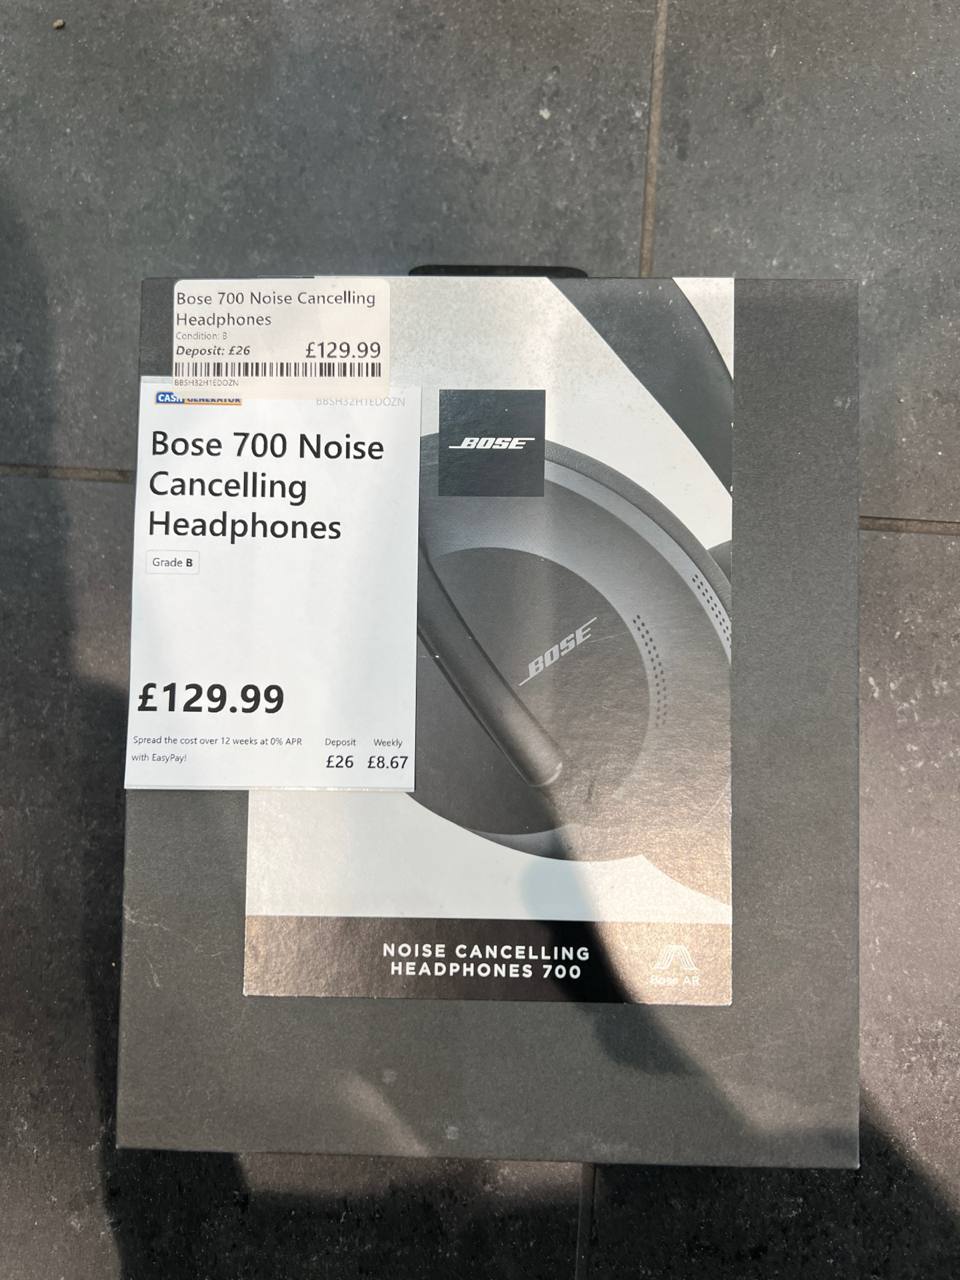 Bose 700 Noise Cancelling
Headphones
Condition: B
Deposit: £26 £129.99
BBSH32H1EDOZN
CASH GENERATOR BBSH32H1EDOZN
Bose 700 Noise
Cancelling
Headphones
Grade B
£129.99
Spread the cost over 12 weeks at 0% APR
with EasyPay!
Deposit Weekly
£26 £8.67
BOSE
BOSE
NOISE CANCELLING
HEADPHONES 700
Bose AR